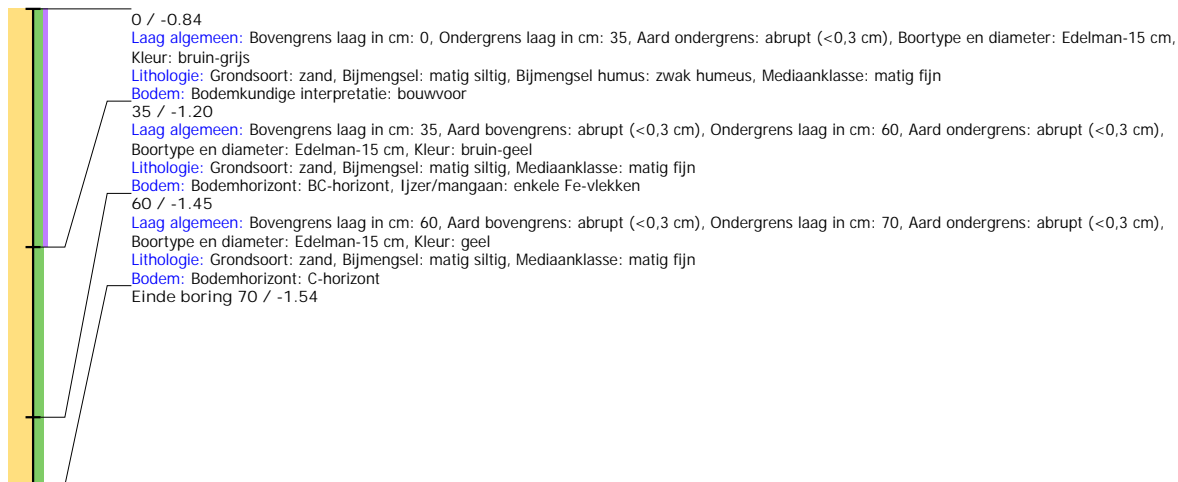 0 / -0.84
Laag algemeen: Bovengrens laag in cm: 0, Ondergrens laag in cm: 35, Aard ondergrens: abrupt (<0,3 cm), Boortype en diameter: Edelman-15 cm,
Kleur: bruin-grijs
Lithologie: Grondsoort: zand, Bijmengsel: matig siltig, Bijmengsel humus: zwak humeus, Mediaanklasse: matig fijn
Bodem: Bodemkundige interpretatie: bouwvoor
35 / -1.20
Laag algemeen: Bovengrens laag in cm: 35, Aard bovengrens: abrupt (<0,3 cm), Ondergrens laag in cm: 60, Aard ondergrens: abrupt (<0,3 cm),
Boortype en diameter: Edelman-15 cm, Kleur: bruin-geel
Lithologie: Grondsoort: zand, Bijmengsel: matig siltig, Mediaanklasse: matig fijn
Bodem: Bodemhorizont: BC-horizont, Ijzer/mangaan: enkele Fe-vlekken
60 / -1.45
Laag algemeen: Bovengrens laag in cm: 60, Aard bovengrens: abrupt (<0,3 cm), Ondergrens laag in cm: 70, Aard ondergrens: abrupt (<0,3 cm),
Boortype en diameter: Edelman-15 cm, Kleur: geel
Lithologie: Grondsoort: zand, Bijmengsel: matig siltig, Mediaanklasse: matig fijn
Bodem: Bodemhorizont: C-horizont
Einde boring 70 / -1.54